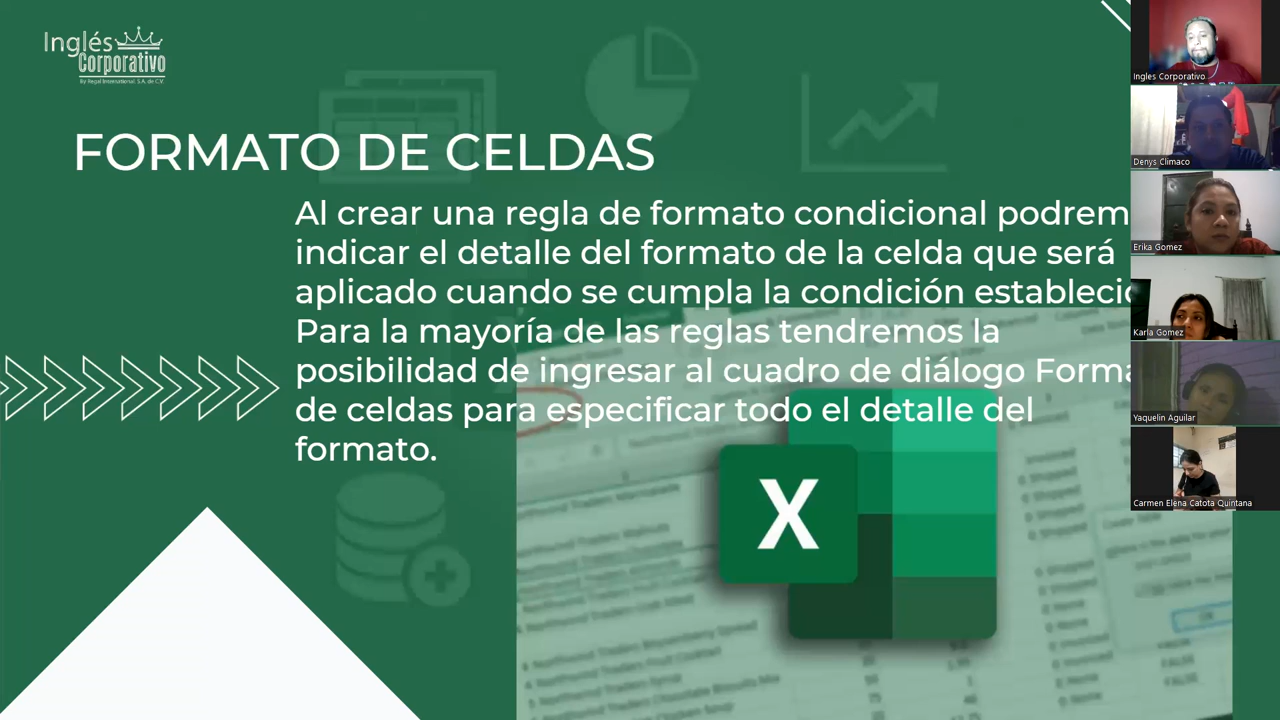 Inglés
Corporativo
By Regal International, S.A. de C.V.
FORMATO DE CELDAS
Al crear una regla de formato condicional podrem
indicar el detalle del formato de la celda que será
aplicado cuando se cumpla la condición establecid
Para la mayoría de las reglas tendremos la
posibilidad de ingresar al cuadro de diálogo Forma
de celdas para especificar todo el detalle del
formato.
X
Ingles Corporativo
Denys Climaco
Erika Gomez
Karla Gomez
Yaquelin Aguilar
Carmen Elena Catota Quintana